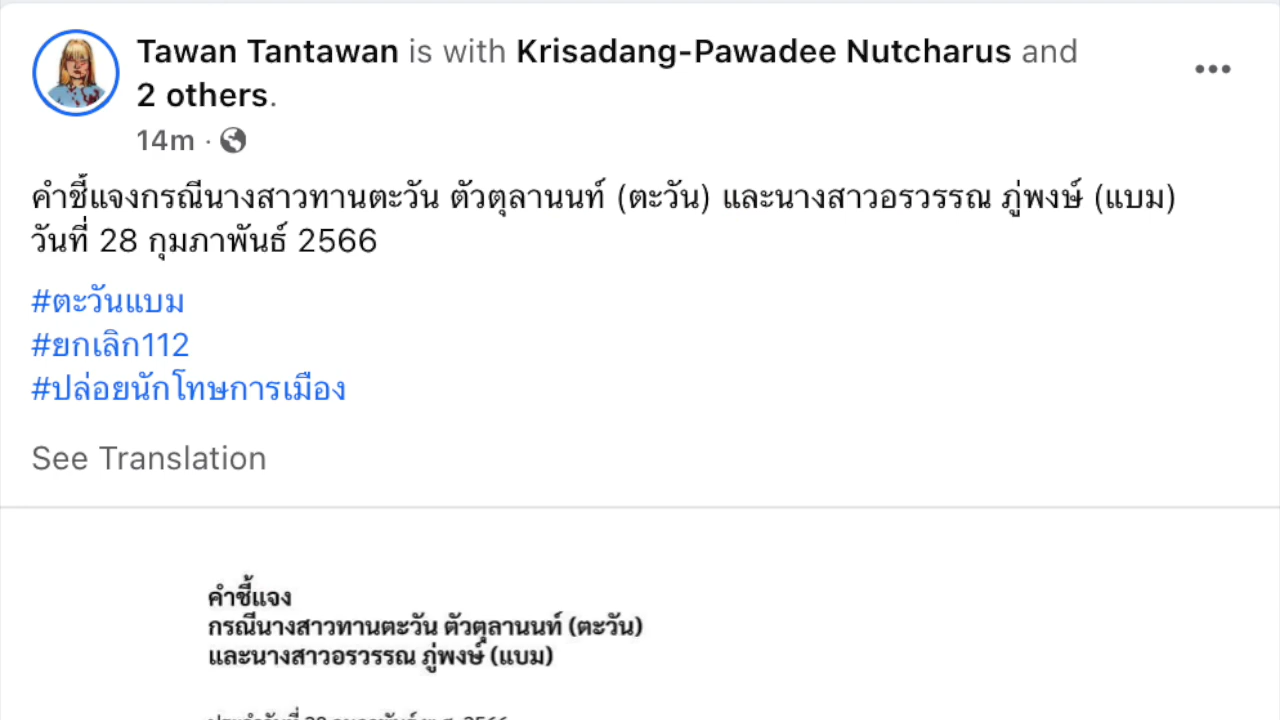 Tawan Tantawan is with Krisadang-Pawadee Nutcharus and
2 others.
14m ·
คำชี้แจงกรณีนางสาวทานตะวัน ตัวตุลานนท์ (ตะวัน) และนางสาวอรวรรณ ภู่พงษ์ (แบม)
วันที่ 28 กุมภาพันธ์ 2566
#ตะวันแบม
#ยกเลิก112
#ปล่อยนักโทษการเมือง
See Translation
คำชี้แจง
กรณีนางสาวทานตะวัน ตัวตุลานนท์ (ตะวัน)
และนางสาวอรวรรณ ภู่พงษ์ (แบม)